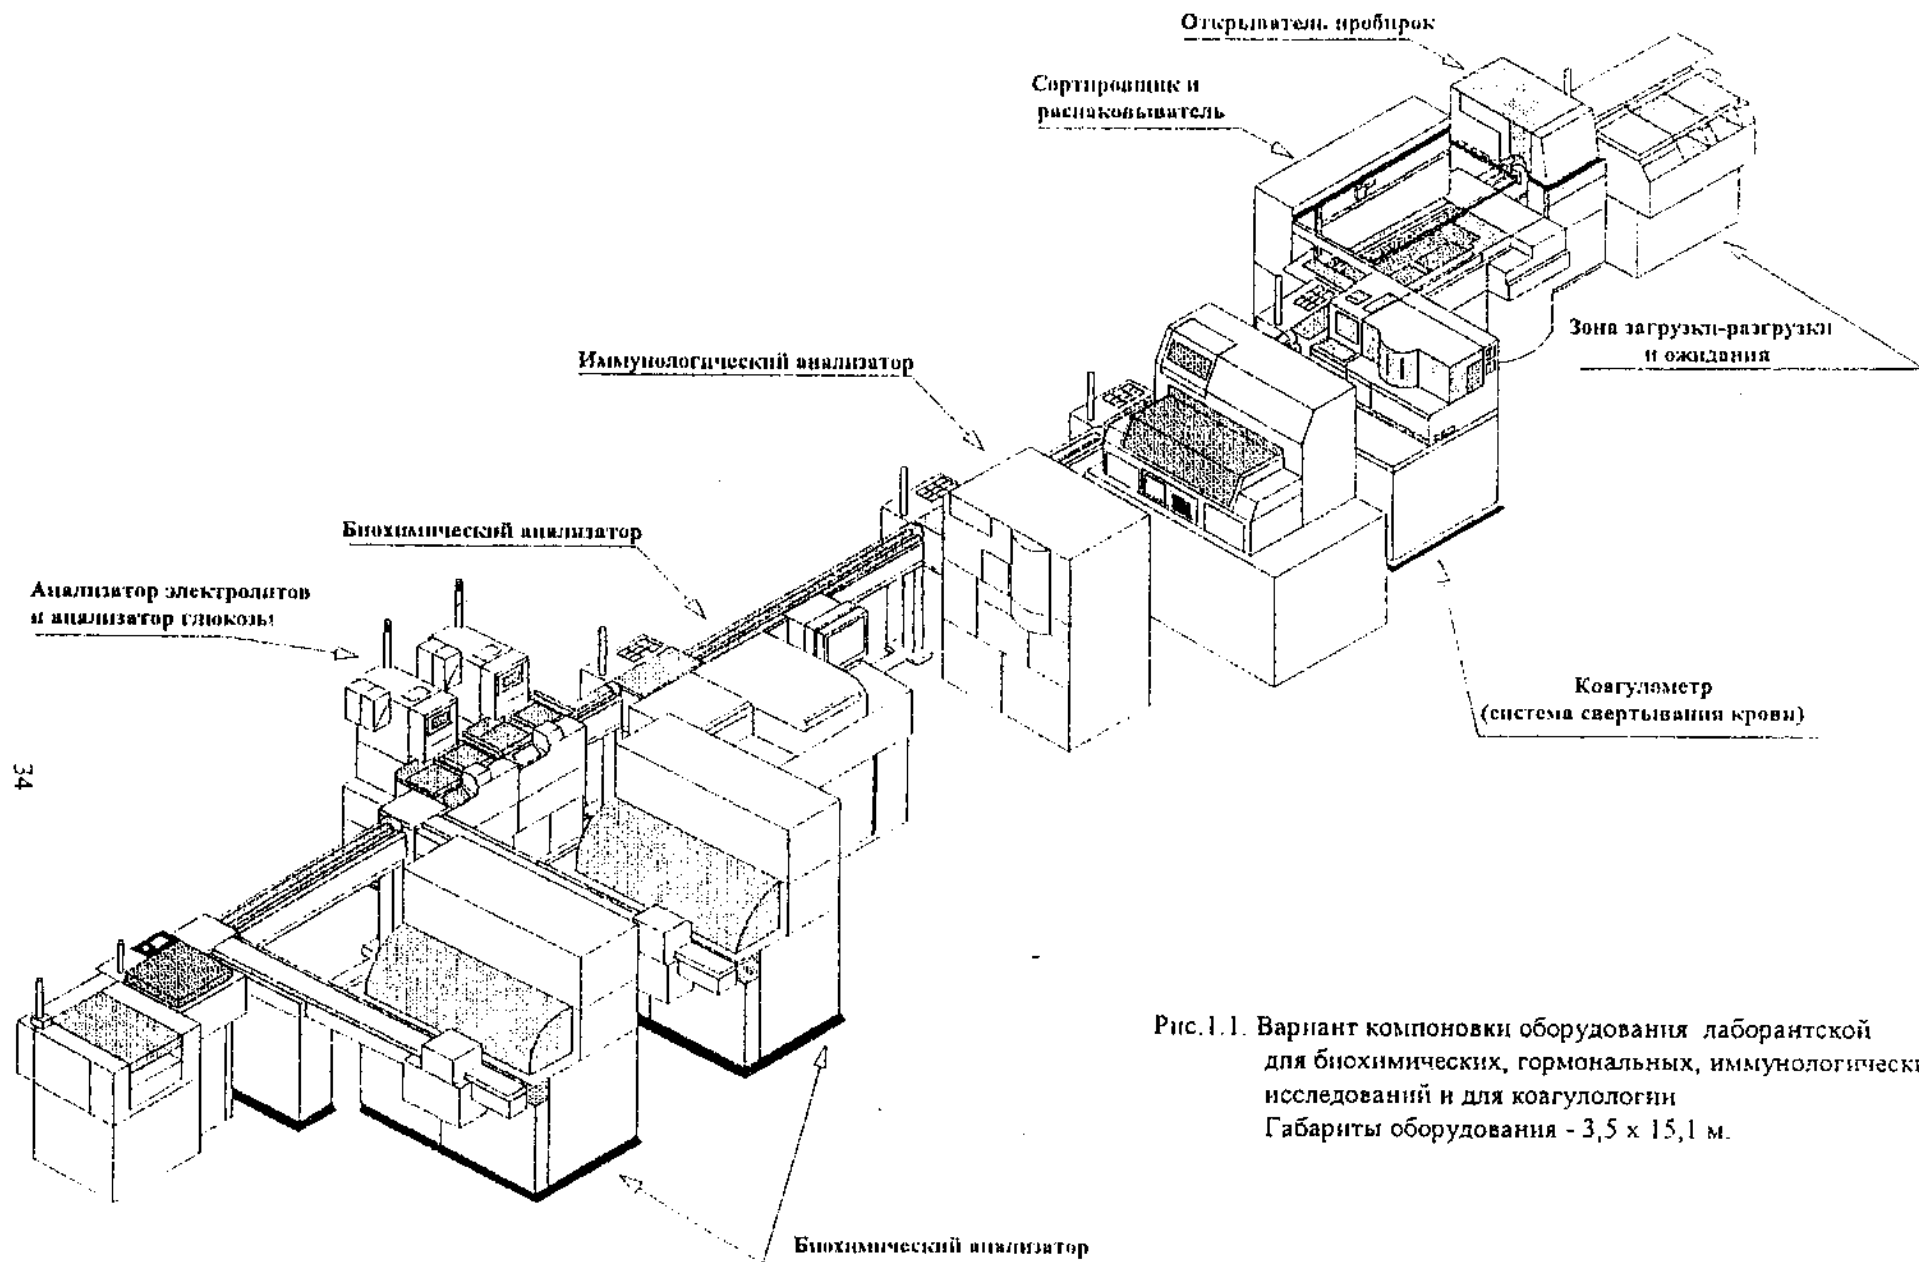 Открыватель пробирок
Сортировщик и
распаковыватель
Зона загрузки-разгрузки
и ожидания
Иммунологический анализатор
Биохимический анализатор
Анализатор электролитов
и анализатор глюкозы
Коагулометр
(система свертывания крови)
34
Рис.1.1. Вариант компоновки оборудования лаборантской
для биохимических, гормональных, иммунологически
исследований и для коагулологии
Габариты оборудования - 3,5 х 15,1 м.
Биохимический анализатор